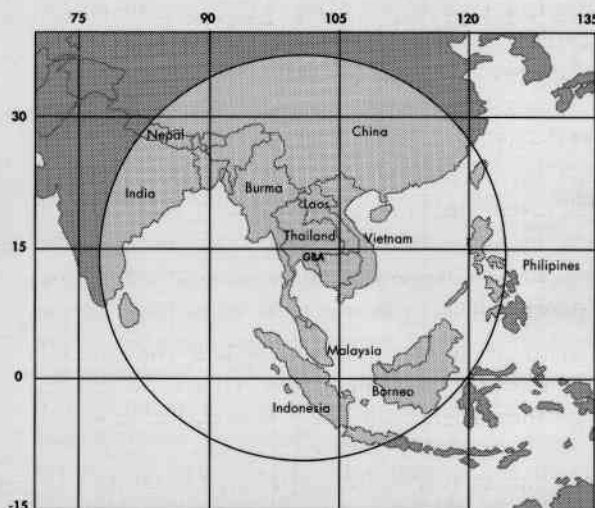 75 90 105 120 135
30
China
Nepal
India
Burma
Laos
15
Thailand
Vietnam
GBA
Philipines
Malaysia
0
Borneo
Indonesia
-15